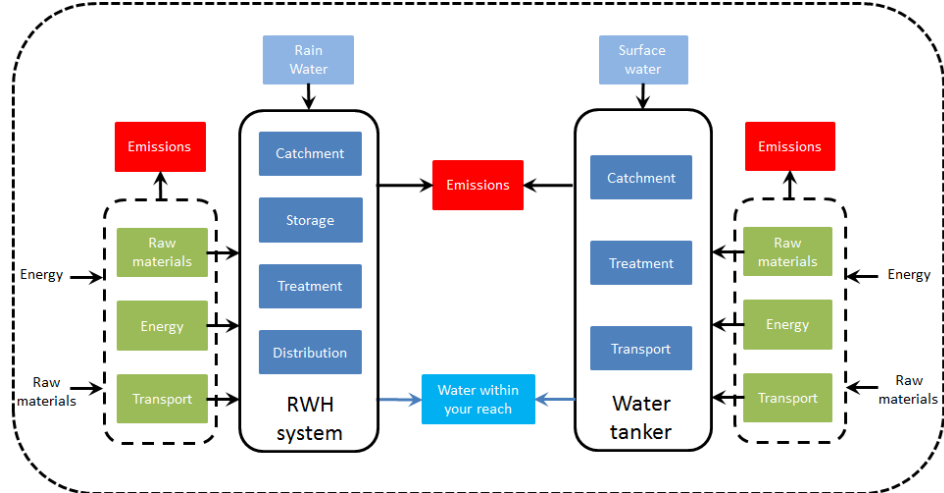 Rain
Water
Surface
water
Emissions
Catchment
Storage
Treatment
Distribution
RWH
system
Raw
materials
Energy
Transport
Energy
Raw
materials
Emissions
Water within
your reach
Catchment
Treatment
Transport
Water
tanker
Emissions
Raw
materials
Energy
Transport
Energy
Raw
materials